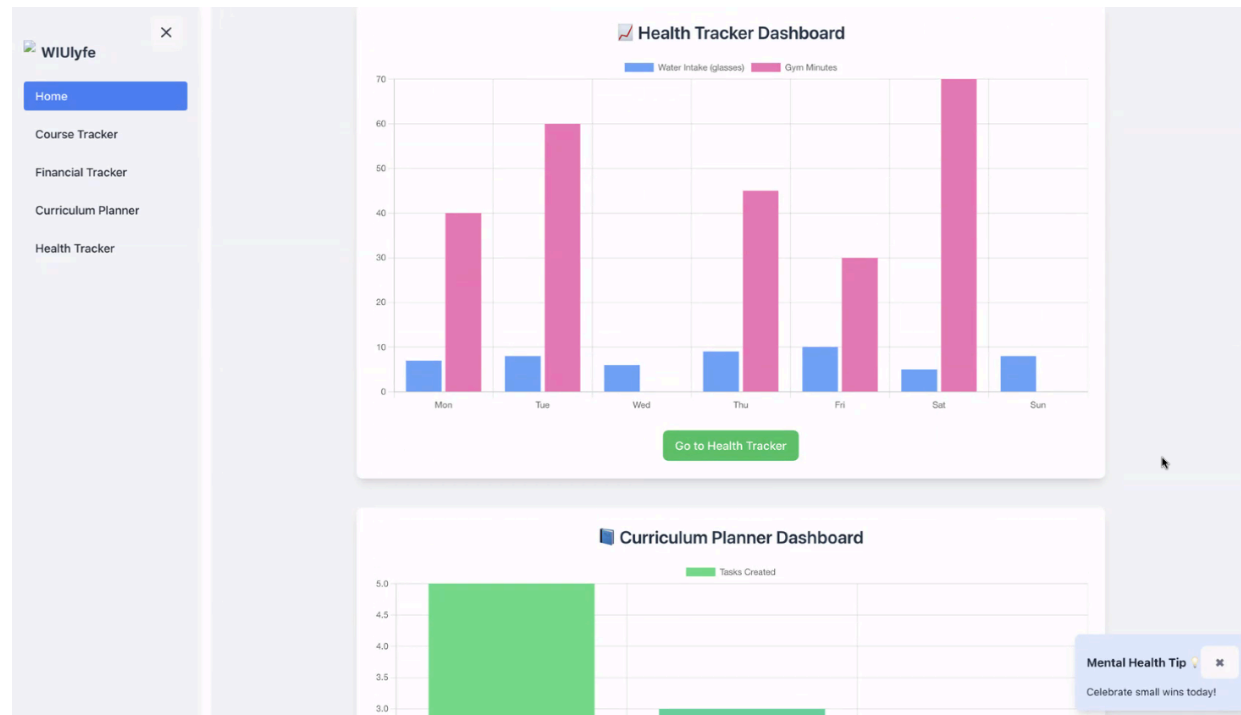 WIUlyfe
Home
Course Tracker
Financial Tracker
Curriculum Planner
Health Tracker
📈 Health Tracker Dashboard
Water Intake (glasses) Gym Minutes
70
60
50
40
30
20
10
0
Mon Tue Wed Thu Fri Sat Sun
Go to Health Tracker
📘 Curriculum Planner Dashboard
Tasks Created
5.0
4.5
4.0
3.5
3.0
Mental Health Tip 💡
Celebrate small wins today!